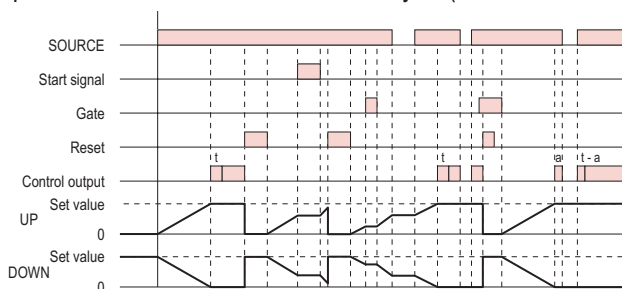 SOURCE
Start signal
Gate
Reset
t
t
a
t - a
Control output
Set value
UP
0
Set value
DOWN
0